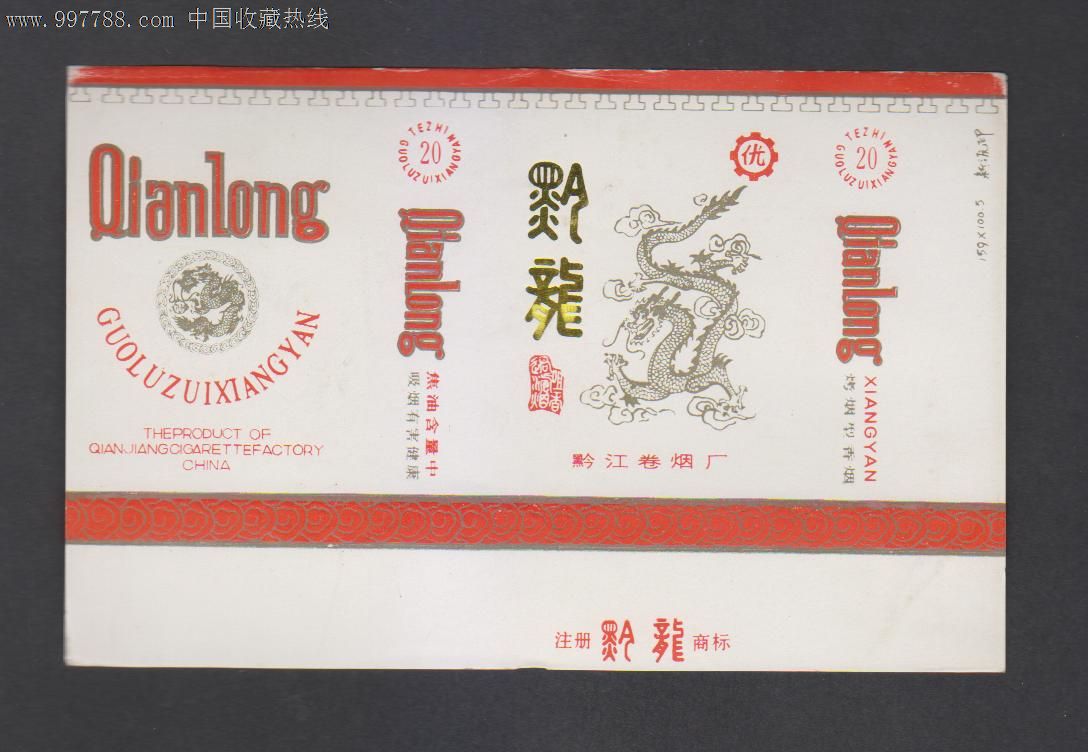 www.997788.com 中国收藏热线
Qianlong
GUOLUZUIXIANGYAN
THEPRODUCT OF
QIANJIANGCIGARETTEFACTORY
CHINA
TEZHI
GUOLUZUIXIANGYAN
20
Qianlong
焦油含量中
吸烟有害健康
黔龍
优
黔江卷烟厂
TEZHI
GUOLUZUIXIANGYAN
20
Qianlong
XIANGYAN
烤烟型香烟
159X100.5
注册 黔龍 商标